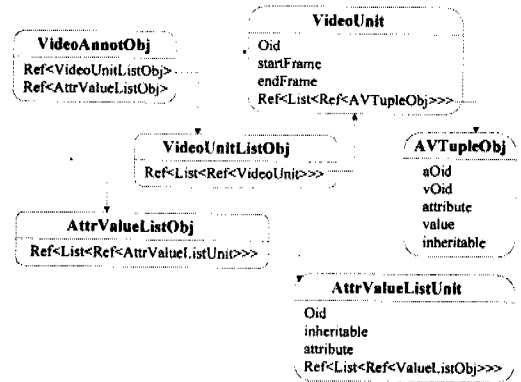 VideoAnnotObj
Ref<VideoUnitListObj>
Ref<AttrValueListObj>
VideoUnit
Oid
startFrame
endFrame
Ref<List<Ref<AVTupleObj>>>
VideoUnitListObj
Ref<List<Ref<VideoUnit>>>
AVTupleObj
aOid
vOid
attribute
value
inheritable
AttrValueListObj
Ref<List<Ref<AttrValueListUnit>>>
AttrValueListUnit
Oid
inheritable
attribute
Ref<List<Ref<ValueListObj>>>